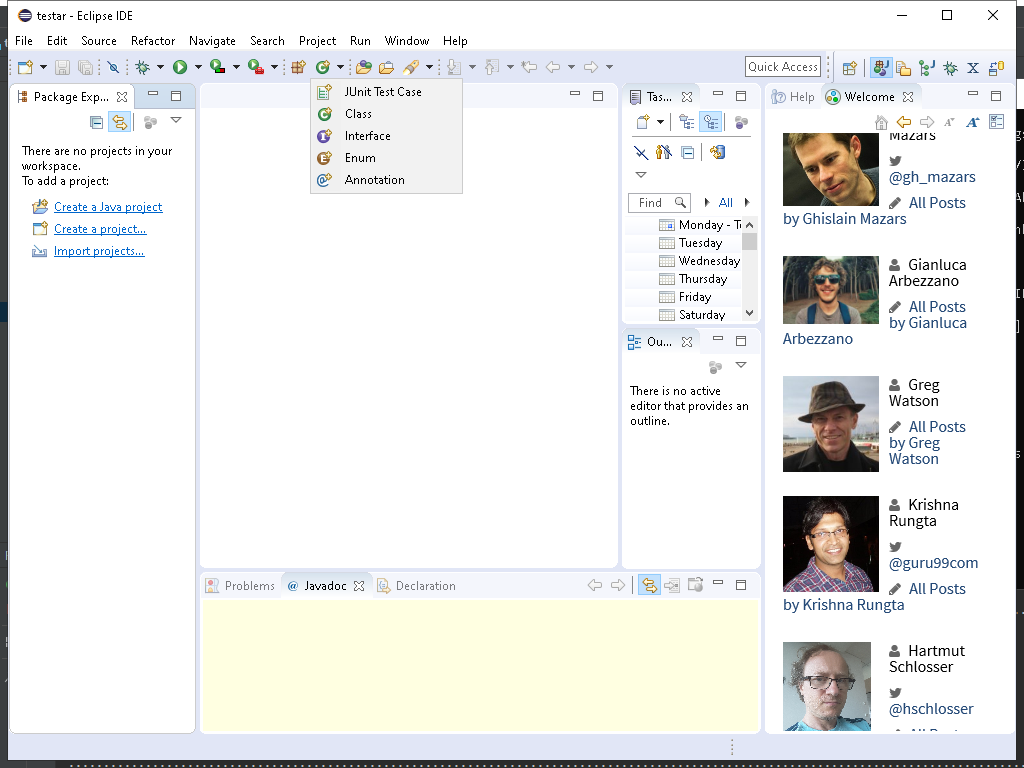 testar - Eclipse IDE
File Edit Source Refactor Navigate Search Project Run Window Help
Quick Access
Package Exp...
There are no projects in your
workspace.
To add a project:
Create a Java project
Create a project...
Import projects...
JUnit Test Case
Class
Interface
Enum
Annotation
Tas...
Find
All
Monday - T
Tuesday
Wednesday
Thursday
Friday
Saturday
Ou...
There is no active
editor that provides an
outline.
Problems
@ Javadoc
Declaration
Help
Welcome
Mazars
@gh_mazars
All Posts
by Ghislain Mazars
Gianluca
Arbezzano
All Posts
by Gianluca
Arbezzano
Greg
Watson
All Posts
by Greg
Watson
Krishna
Rungta
@guru99com
All Posts
by Krishna Rungta
Hartmut
Schlosser
@hschlosser